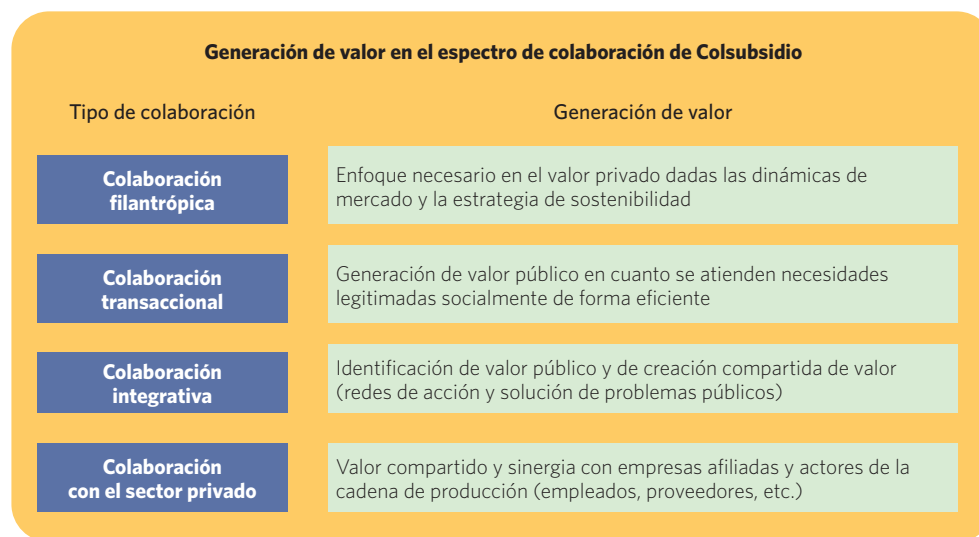 Generación de valor en el espectro de colaboración de Colsubsidio
Tipo de colaboración
Generación de valor
Colaboración
filantrópica
Enfoque necesario en el valor privado dadas las dinámicas de
mercado y la estrategia de sostenibilidad
Colaboración
transaccional
Generación de valor público en cuanto se atienden necesidades
legitimadas socialmente de forma eficiente
Colaboración
integrativa
Identificación de valor público y de creación compartida de valor
(redes de acción y solución de problemas públicos)
Colaboración
con el sector privado
Valor compartido y sinergia con empresas afiliadas y actores de la
cadena de producción (empleados, proveedores, etc.)